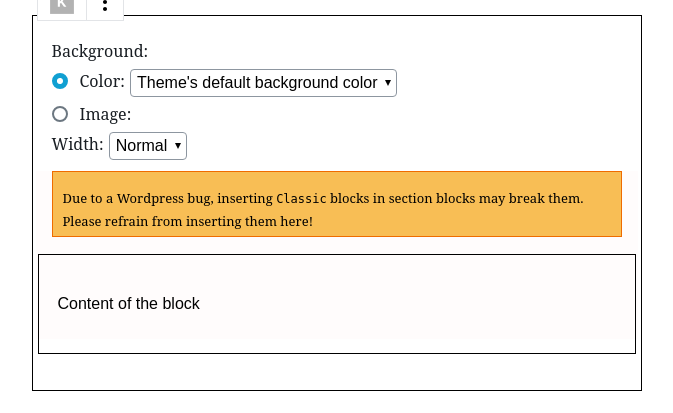 K
Background:
Color: Theme's default background color
Image:
Width: Normal
Due to a Wordpress bug, inserting Classic blocks in section blocks may break them.
Please refrain from inserting them here!
Content of the block